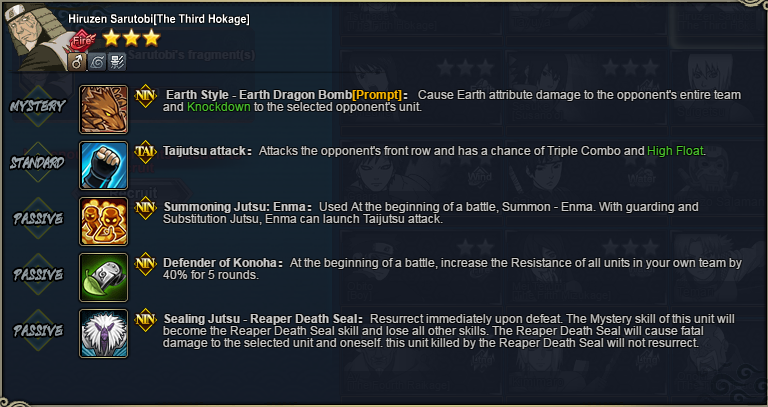 Hiruzen Sarutobi[The Third Hokage]
Fire
Sarutobi's fragment(s)
MYSTERY
NIN
Earth Style - Earth Dragon Bomb[Prompt]: Cause Earth attribute damage to the opponent's entire team
and Knockdown to the selected opponent's unit.
STANDARD
TAI
Taijutsu attack: Attacks the opponent's front row and has a chance of Triple Combo and High Float.
recruit
PASSIVE
NIN
Summoning Jutsu: Enma: Used At the beginning of a battle, Summon - Enma. With guarding and
Substitution Jutsu, Enma can launch Taijutsu attack.
PASSIVE
NIN
Defender of Konoha: At the beginning of a battle, increase the Resistance of all units in your own team by
40% for 5 rounds.
PASSIVE
NIN
Sealing Jutsu - Reaper Death Seal: Resurrect immediately upon defeat. The Mystery skill of this unit will
become the Reaper Death Seal skill and lose all other skills. The Reaper Death Seal will cause fatal
damage to the selected unit and oneself. this unit killed by the Reaper Death Seal will not resurrect.